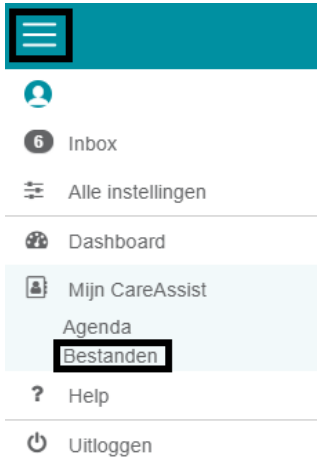 6 Inbox
Alle instellingen
Dashboard
Mijn CareAssist
Agenda
Bestanden
? Help
Uitloggen